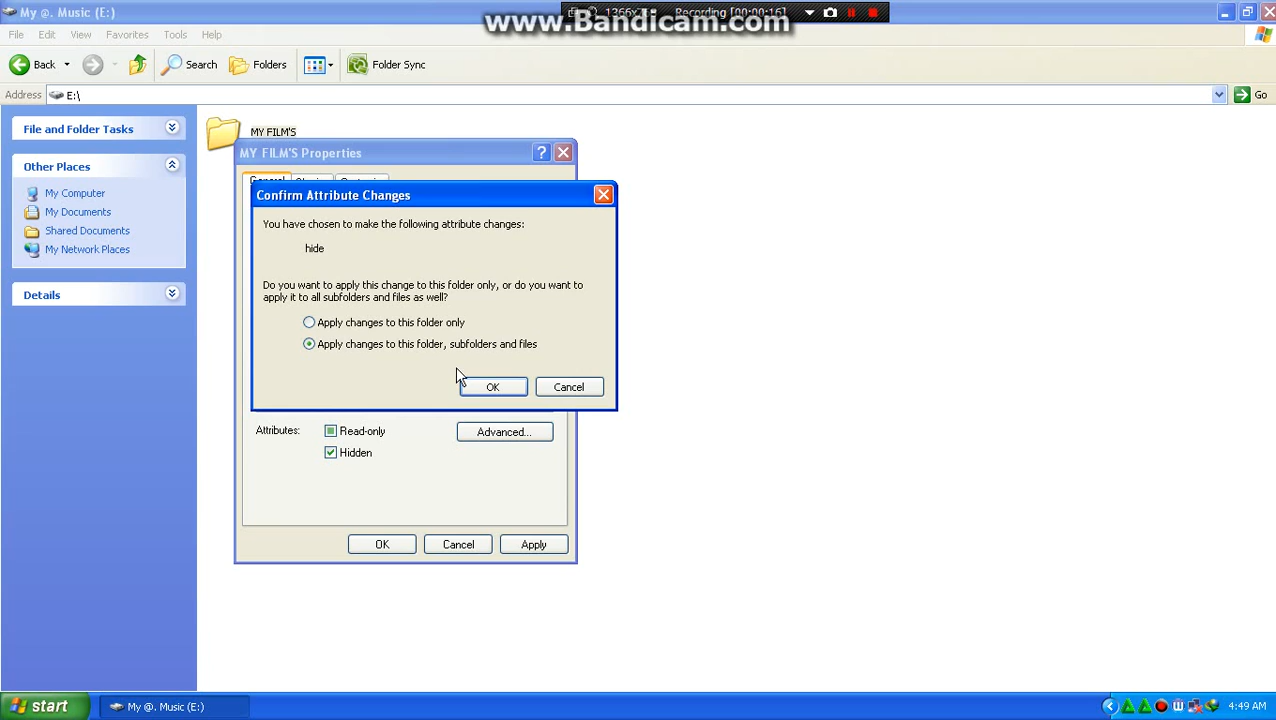 My @. Music (E:)
www.Bandicam.com
Recording [00:00:16]
File Edit View Favorites Tools Help
Back Search Folders Folder Sync
Address E:\ Go
File and Folder Tasks
Other Places
My Computer
My Documents
Shared Documents
My Network Places
Details
MY FILM'S
MY FILM'S Properties
General
Confirm Attribute Changes
You have chosen to make the following attribute changes:
hide
Do you want to apply this change to this folder only, or do you want to
apply it to all subfolders and files as well?
Apply changes to this folder only
Apply changes to this folder, subfolders and files
OK Cancel
Attributes: Read-only Advanced...
Hidden
OK Cancel Apply
start My @. Music (E:) 4:49 AM